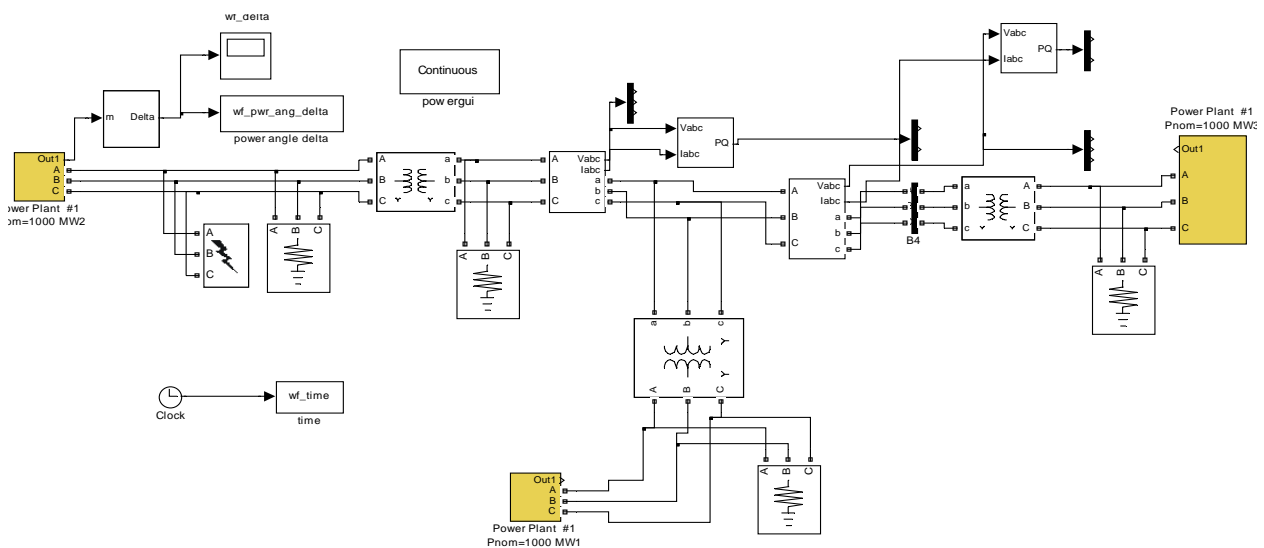 wf_delta
Continuous
pow ergui
m
Delta
wf_pwr_ang_delta
power angle delta
Vabc
Iabc
PQ
Vabc
Iabc
PQ
Power Plant #1
Pnom=1000 MW3
Out1
A
B
C
Out1
A
B
C
ower Plant #1
om=1000 MW2
A
B
C
A
B
C
a
b
c
A
B
C
Vabc
Iabc
a
b
c
A
B
C
Vabc
Iabc
a
b
c
B4
a
b
c
A
B
C
Y
Y
Y
Y
A
B
C
A
B
C
A
B
C
a
b
c
Y
Y
A
B
C
wf_time
Clock
time
A
B
C
Out1
A
B
C
Power Plant #1
Pnom=1000 MW1